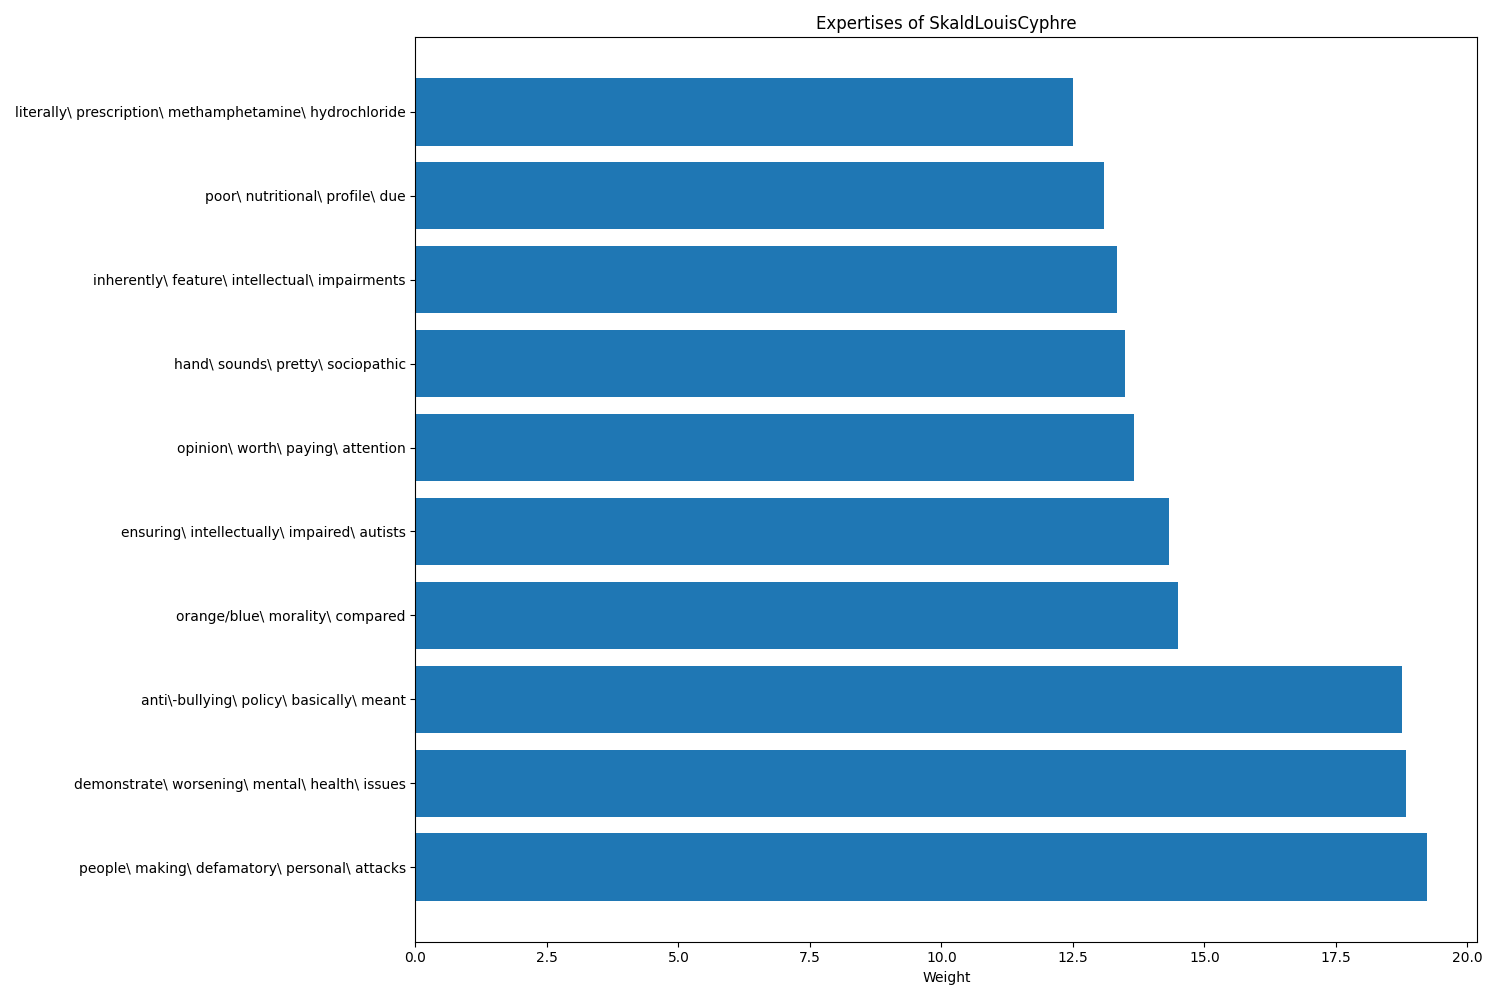 Expertises of SkaldLouisCyphre
literally\ prescription\ methamphetamine\ hydrochloride
poor\ nutritional\ profile\ due
inherently\ feature\ intellectual\ impairments
hand\ sounds\ pretty\ sociopathic
opinion\ worth\ paying\ attention
ensuring\ intellectually\ impaired\ autists
orange/blue\ morality\ compared
anti\-bullying\ policy\ basically\ meant
demonstrate\ worsening\ mental\ health\ issues
people\ making\ defamatory\ personal\ attacks
0.0 2.5 5.0 7.5 10.0 12.5 15.0 17.5 20.0
Weight